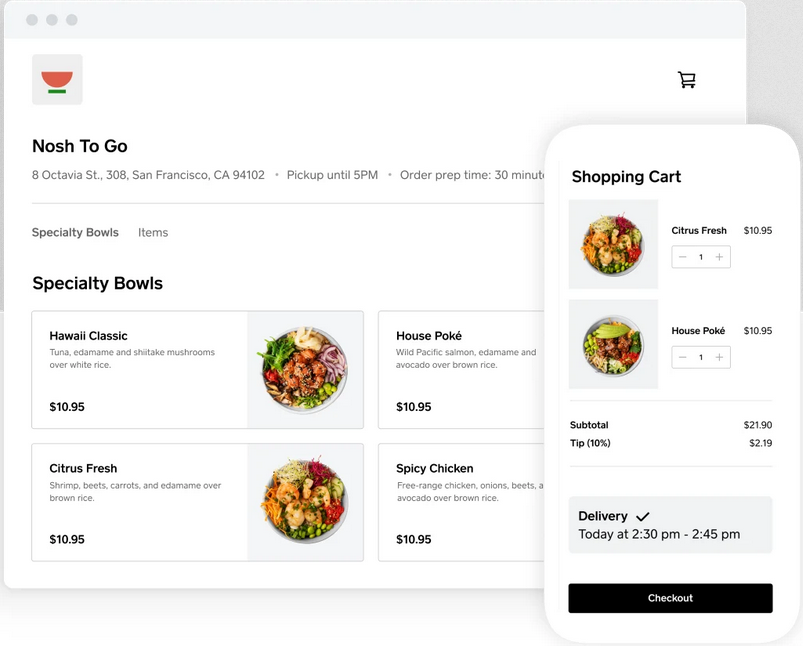 Nosh To Go
8 Octavia St., 308, San Francisco, CA 94102 • Pickup until 5PM • Order prep time: 30
Specialty Bowls Items
Specialty Bowls
Hawaii Classic
Tuna, edamame and shiitake mushrooms
over white rice.
$10.95
House Poké
Wild Pacific salmon, edamame and
avocado over brown rice.
$10.95
Citrus Fresh
Shrimp, beets, carrots, and edamame over
brown rice.
$10.95
Spicy Chicken
Free-range chicken, onions, beets,
avocado over brown rice.
$10.95
Shopping Cart
Citrus Fresh $10.95
1
House Poké $10.95
1
Subtotal $21.90
Tip (10%) $2.19
Delivery
Today at 2:30 pm - 2:45 pm
Checkout